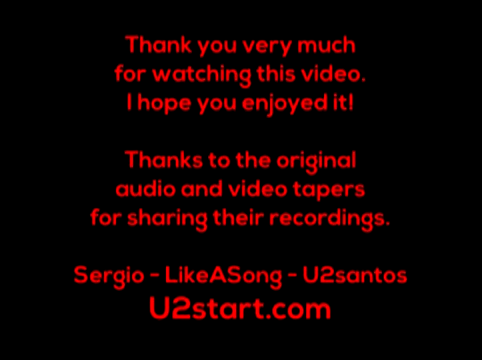 Thank you very much
for watching this video.
I hope you enjoyed it!
Thanks to the original
audio and video tapers
for sharing their recordings.
Sergio - LikeASong - U2santos
U2start.com